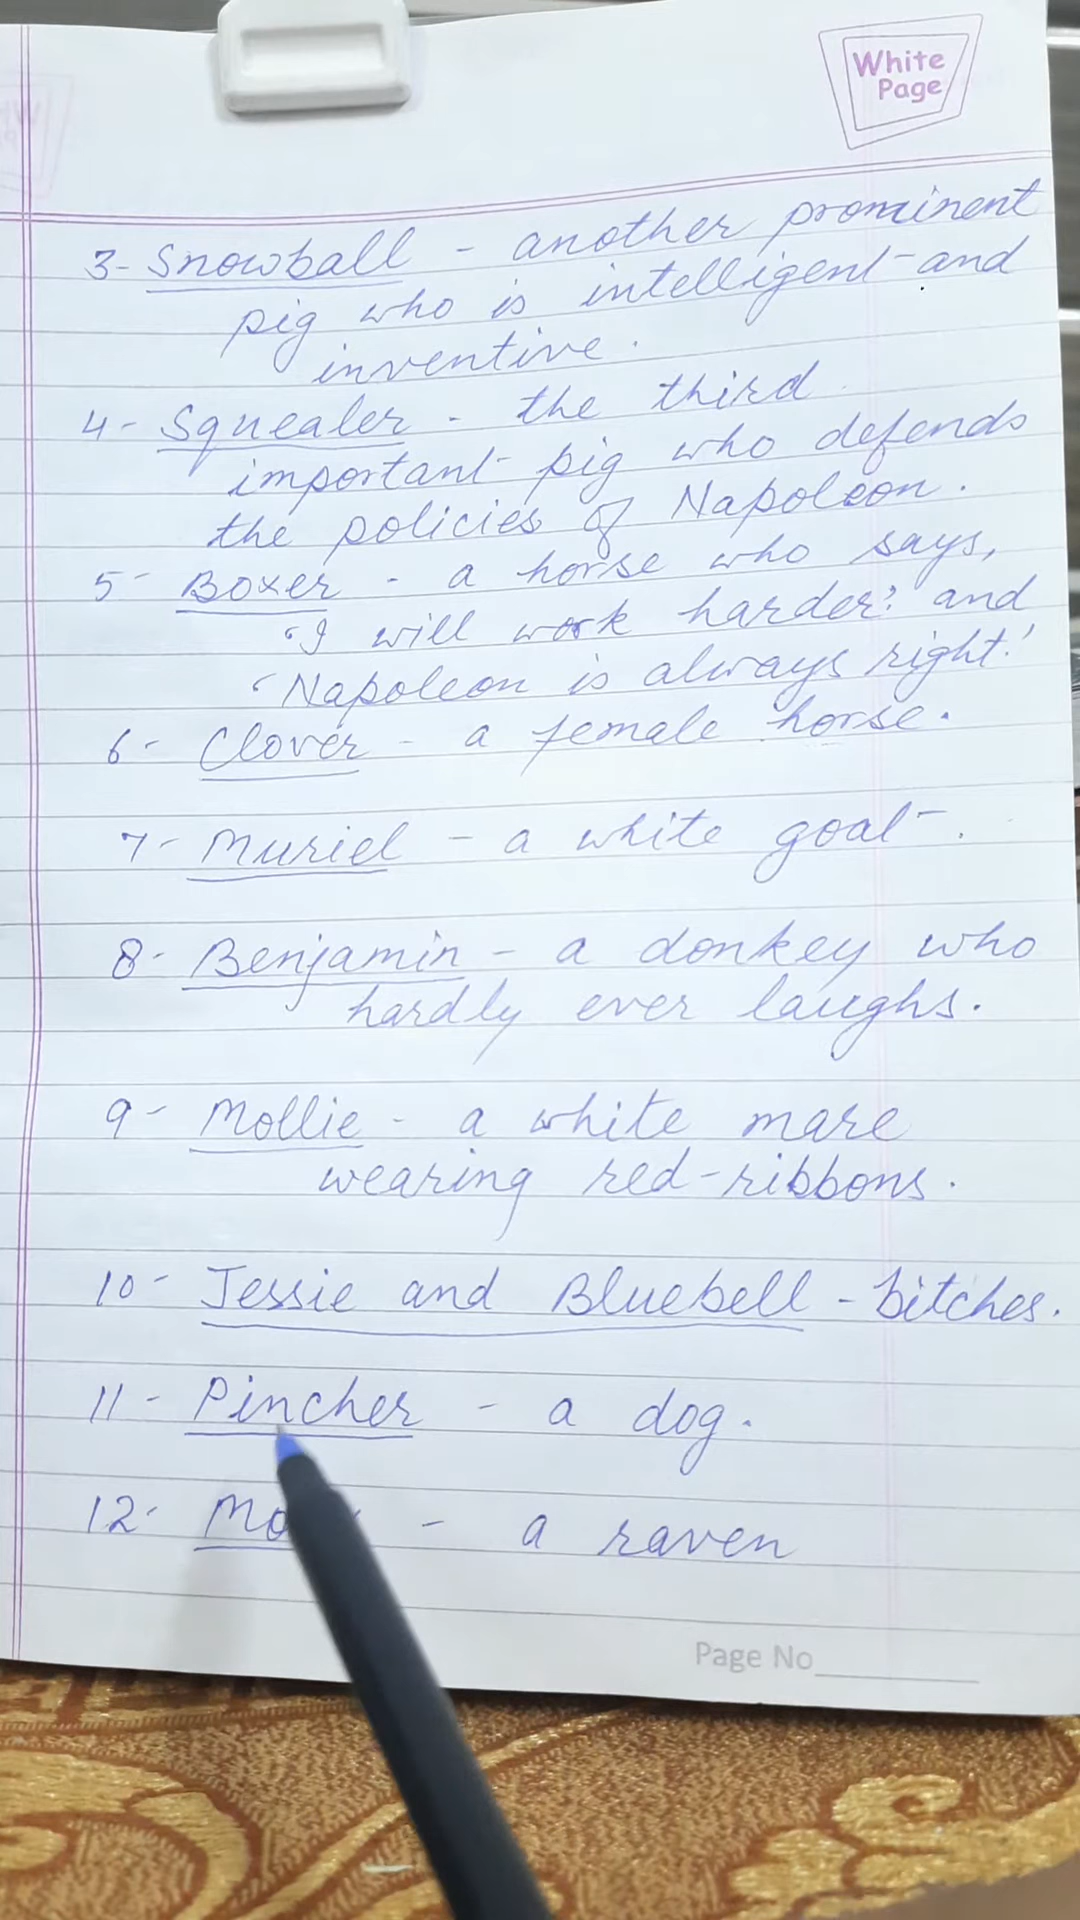 White
Page
3- Snowball - another prominent
pig who is intelligent and
inventive.
4- Squealer - the third
important pig who defends
the policies of Napoleon.
5- Boxer - a horse who says,
'I will work harder' and
'Napoleon is always right.'
6- Clover - a female horse.
7- Muriel - a white goat.
8- Benjamin - a donkey who
hardly ever laughs.
9- Mollie - a white mare
wearing red-ribbons.
10- Jessie and Bluebell - bitches.
11- Pincher - a dog.
12- - a raven
Page No